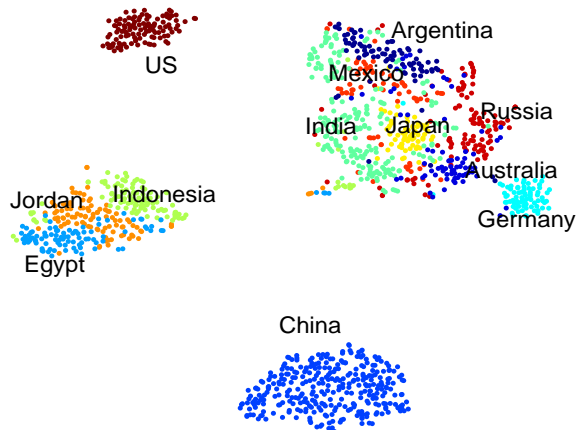 Argentina
US
Mexico
Russia
India
Japan
Australia
Jordan
Indonesia
Germany
Egypt
China